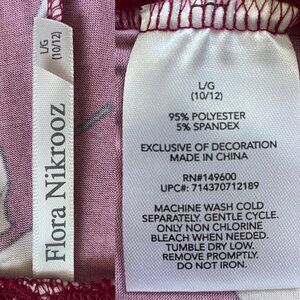 L/G
(10/12)
Flora Nikrooz
L/G
(10/12)
95% POLYESTER
5% SPANDEX
EXCLUSIVE OF DECORATION
MADE IN CHINA
RN#149600
UPC#: 714370712189
MACHINE WASH COLD
SEPARATELY. GENTLE CYCLE.
ONLY NON CHLORINE
BLEACH WHEN NEEDED.
TUMBLE DRY LOW.
REMOVE PROMPTLY.
DO NOT IRON.